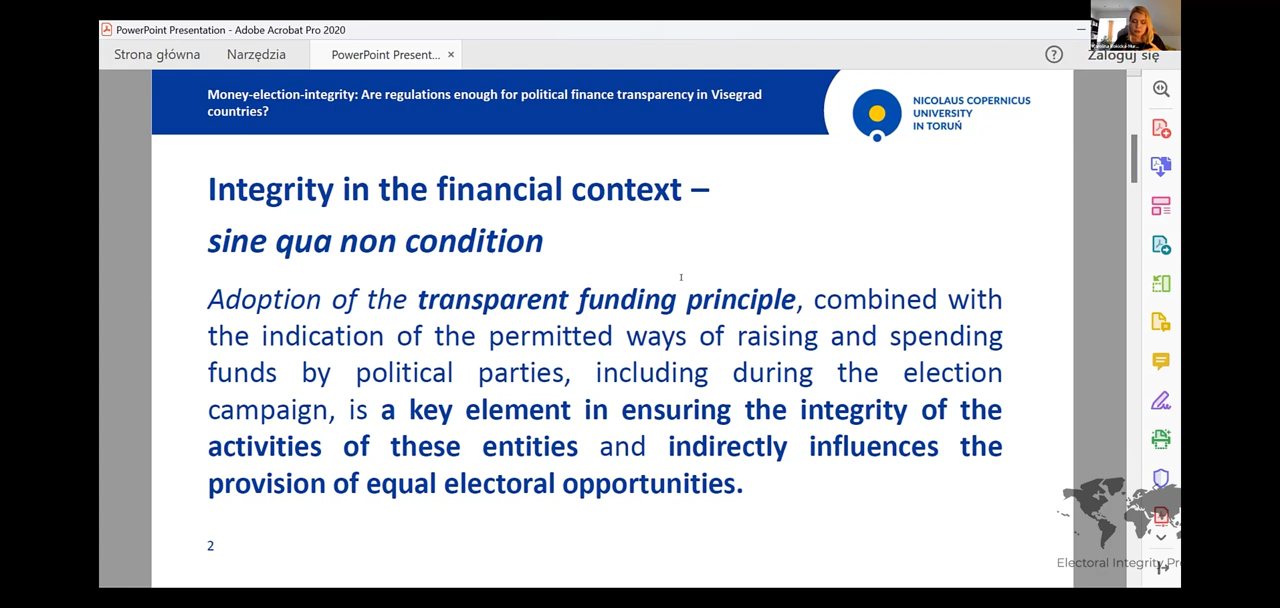 PowerPoint Presentation - Adobe Acrobat Pro 2020
Strona główna Narzędzia PowerPoint Present... ×
Zaloguj się
Money-election-integrity: Are regulations enough for political finance transparency in Visegrad
countries?
NICOLAUS COPERNICUS
UNIVERSITY
IN TORUŃ
Integrity in the financial context –
sine qua non condition
Adoption of the transparent funding principle, combined with
the indication of the permitted ways of raising and spending
funds by political parties, including during the election
campaign, is a key element in ensuring the integrity of the
activities of these entities and indirectly influences the
provision of equal electoral opportunities.
2
Electoral Integrity Pr